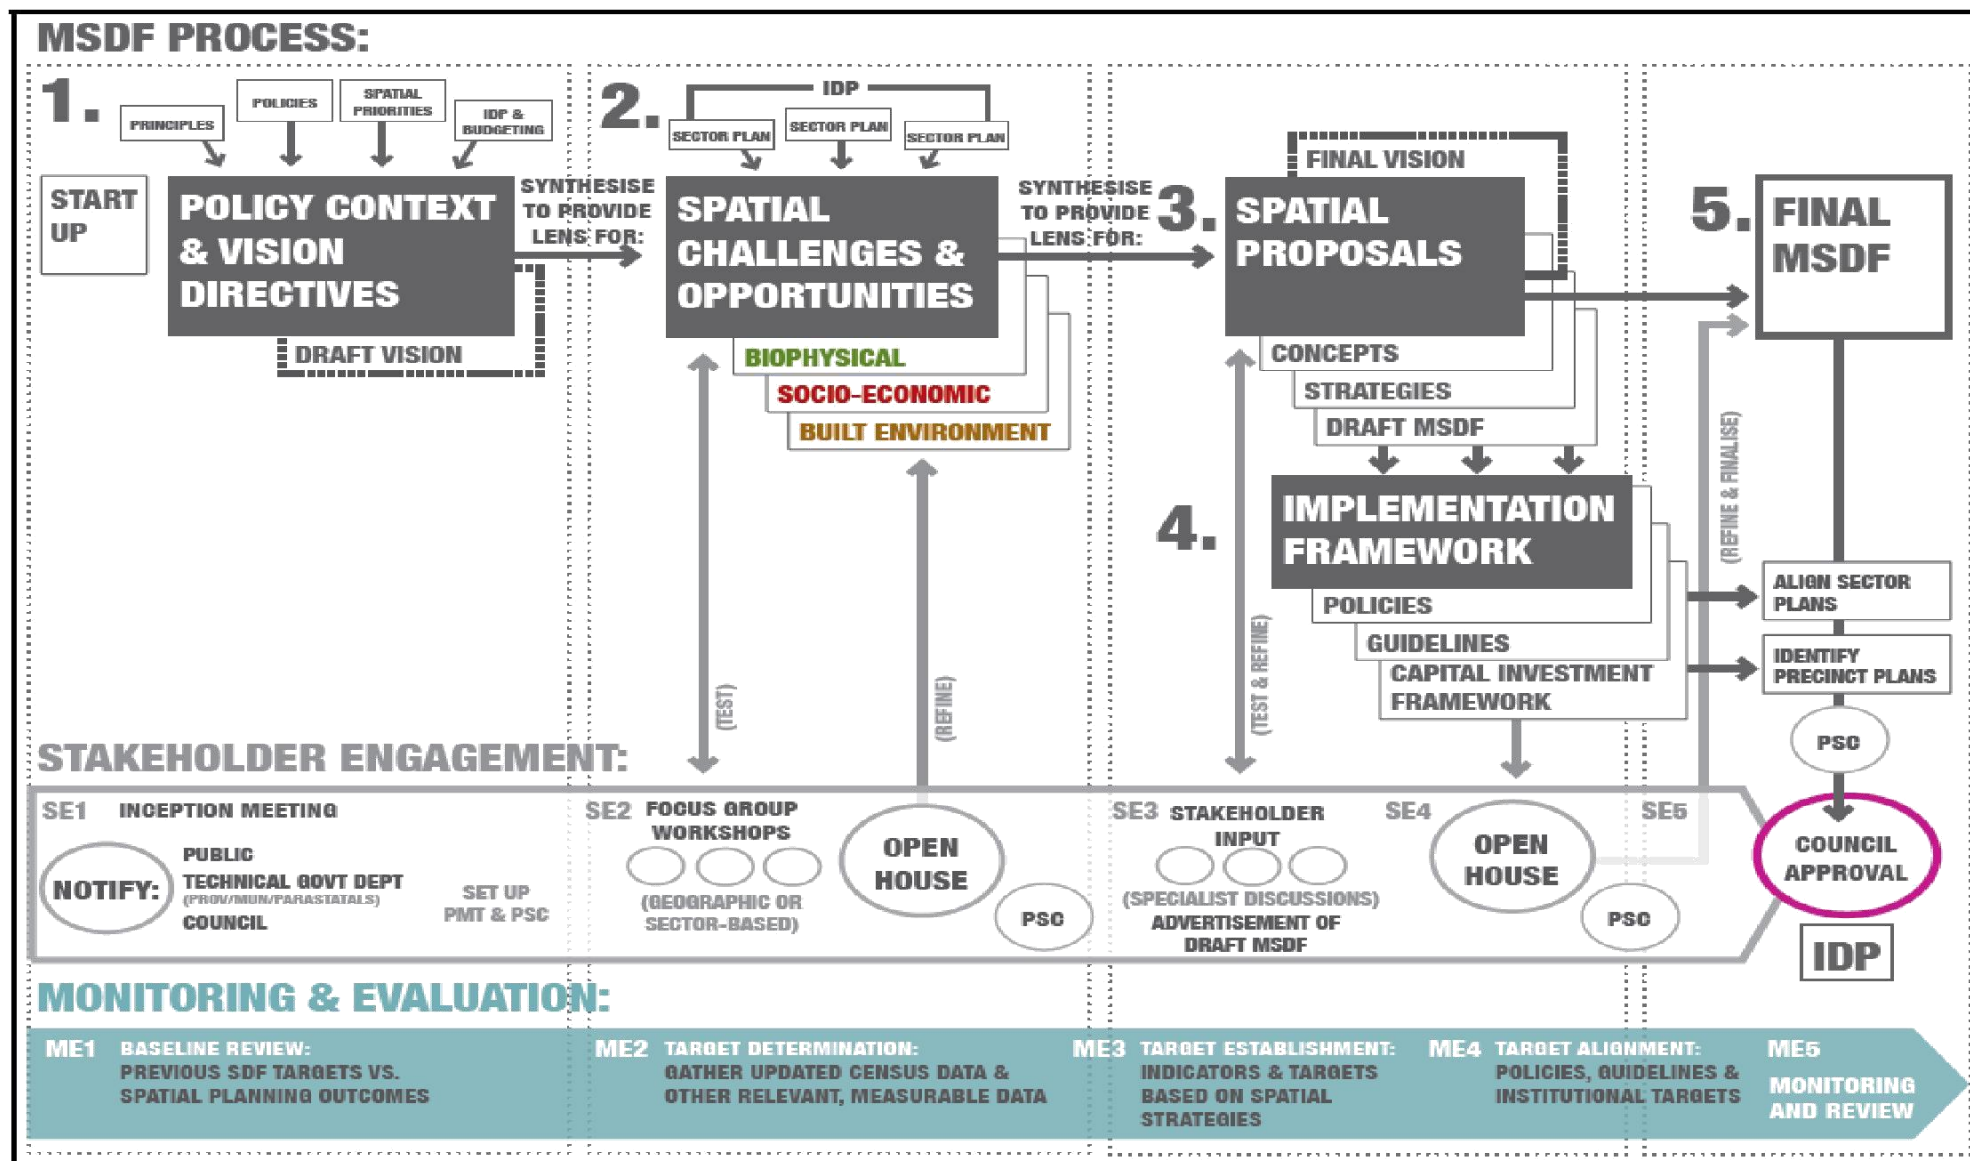 MSDF PROCESS:
1.
PRINCIPLES
POLICIES
SPATIAL
PRIORITIES
IDP &
BUDGETING
START
UP
POLICY CONTEXT
& VISION
DIRECTIVES
DRAFT VISION
SYNTHESISE
TO PROVIDE
LENS FOR:
2.
IDP
SECTOR PLAN
SECTOR PLAN
SECTOR PLAN
SPATIAL
CHALLENGES &
OPPORTUNITIES
BIOPHYSICAL
SOCIO-ECONOMIC
BUILT ENVIRONMENT
(TEST)
(REFINE)
SYNTHESISE
TO PROVIDE
LENS FOR:
3.
FINAL VISION
SPATIAL
PROPOSALS
CONCEPTS
STRATEGIES
DRAFT MSDF
4.
IMPLEMENTATION
FRAMEWORK
POLICIES
GUIDELINES
CAPITAL INVESTMENT
FRAMEWORK
(TEST & REFINE)
(REFINE & FINALISE)
5.
FINAL
MSDF
ALIGN SECTOR
PLANS
IDENTIFY
PRECINCT PLANS
PSC
STAKEHOLDER ENGAGEMENT:
SE1 INCEPTION MEETING
NOTIFY:
PUBLIC
TECHNICAL GOVT DEPT
(PROV/MUN/PARASTATALS)
COUNCIL
SET UP
PMT & PSC
SE2 FOCUS GROUP
WORKSHOPS
(GEOGRAPHIC OR
SECTOR-BASED)
OPEN
HOUSE
PSC
SE3 STAKEHOLDER
INPUT
(SPECIALIST DISCUSSIONS)
ADVERTISEMENT OF
DRAFT MSDF
SE4
OPEN
HOUSE
PSC
SE5
COUNCIL
APPROVAL
IDP
MONITORING & EVALUATION:
ME1 BASELINE REVIEW:
PREVIOUS SDF TARGETS VS.
SPATIAL PLANNING OUTCOMES
ME2 TARGET DETERMINATION:
GATHER UPDATED CENSUS DATA &
OTHER RELEVANT, MEASURABLE DATA
ME3 TARGET ESTABLISHMENT:
INDICATORS & TARGETS
BASED ON SPATIAL
STRATEGIES
ME4 TARGET ALIGNMENT:
POLICIES, GUIDELINES &
INSTITUTIONAL TARGETS
ME5
MONITORING
AND REVIEW